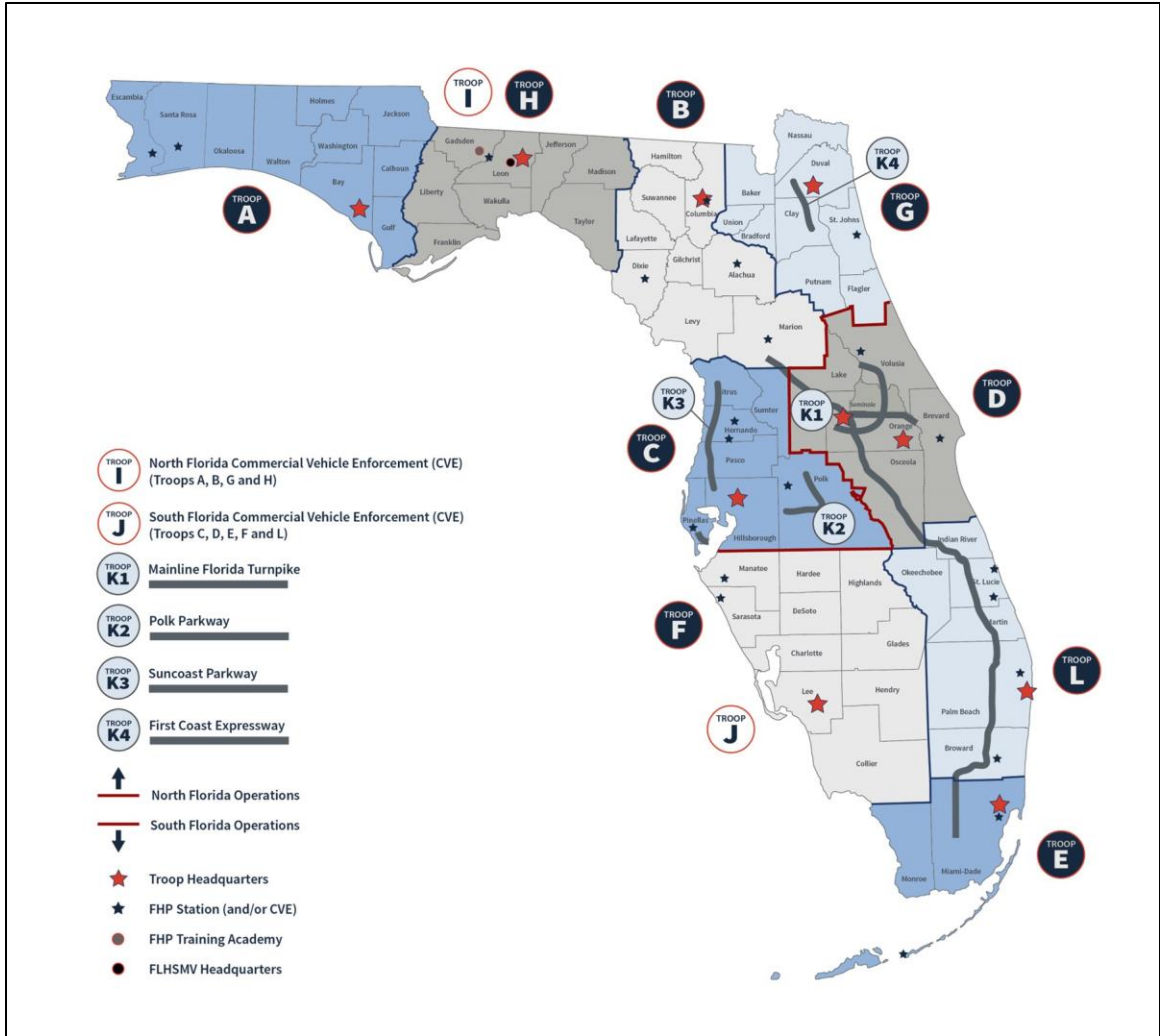 TROOP
I
TROOP
H
TROOP
B
Escambia
Santa Rosa
Okaloosa
Walton
Holmes
Jackson
Washington
Bay
Calhoun
Golf
TROOP
A
Gadsden
Leon
Jefferson
Madison
Liberty
Wakulla
Taylor
Franklin
Hamilton
Suwannee
Columbia
Lafayette
Gilchrist
Dixie
Alachua
Levy
Marion
Nassau
Duval
Baker
Union
Bradford
Clay
St. Johns
Putnam
Flagler
TROOP
K4
TROOP
G
Lake
Volusia
Seminole
Orange
Brevard
Osceola
TROOP
K1
TROOP
D
TROOP
K3
TROOP
C
itrus
Sumter
Hernando
Pasco
Polk
Pinellas
Hillsborough
TROOP
K2
Manatee
Hardee
Highlands
Sarasota
DeSoto
Charlotte
Glades
Lee
Hendry
Collier
TROOP
F
TROOP
J
Indian River
Okeechobee
St. Lucie
Martin
Palm Beach
Broward
TROOP
L
Monroe
Miami-Dade
TROOP
E
TROOP
I
North Florida Commercial Vehicle Enforcement (CVE)
(Troops A, B, G and H)
TROOP
J
South Florida Commercial Vehicle Enforcement (CVE)
(Troops C, D, E, F and L)
TROOP
K1
Mainline Florida Turnpike
TROOP
K2
Polk Parkway
TROOP
K3
Suncoast Parkway
TROOP
K4
First Coast Expressway
North Florida Operations
South Florida Operations
Troop Headquarters
FHP Station (and/or CVE)
FHP Training Academy
FLHSMV Headquarters